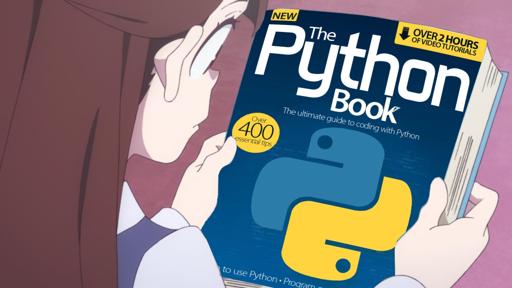 NEW
The
Python
Book
OVER 2 HOURS
OF VIDEO TUTORIALS
The ultimate guide to coding with Python
Over
400
essential tips
to use Python • Program